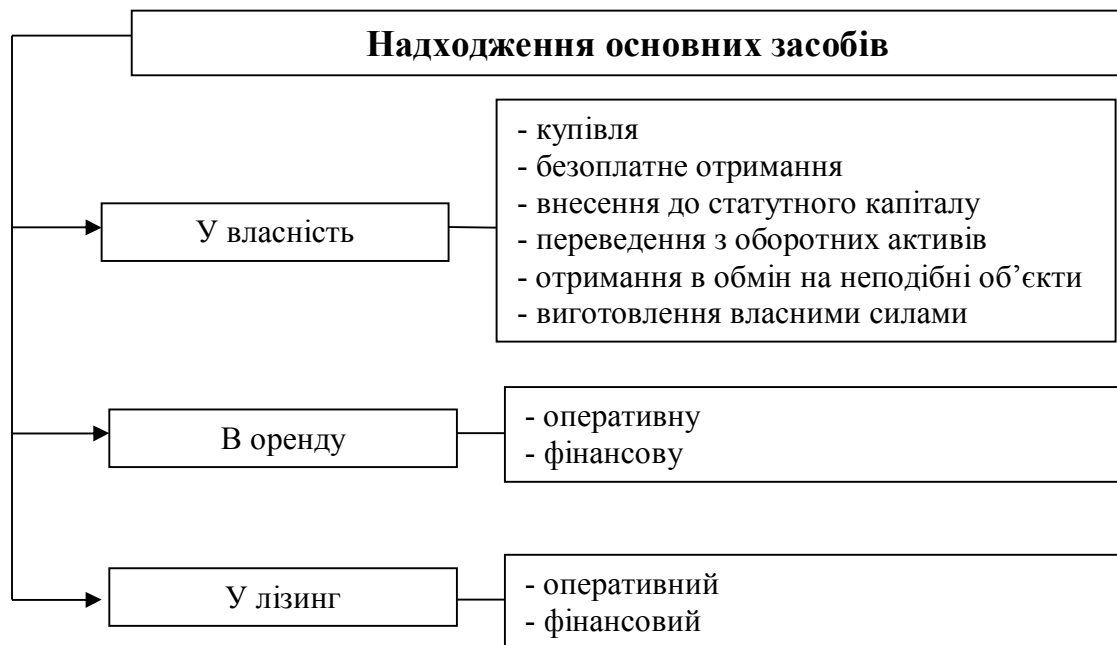 Надходження основних засобів
У власність
- купівля
- безоплатне отримання
- внесення до статутного капіталу
- переведення з оборотних активів
- отримання в обмін на неподібні об’єкти
- виготовлення власними силами
В оренду
- оперативну
- фінансову
У лізинг
- оперативний
- фінансовий